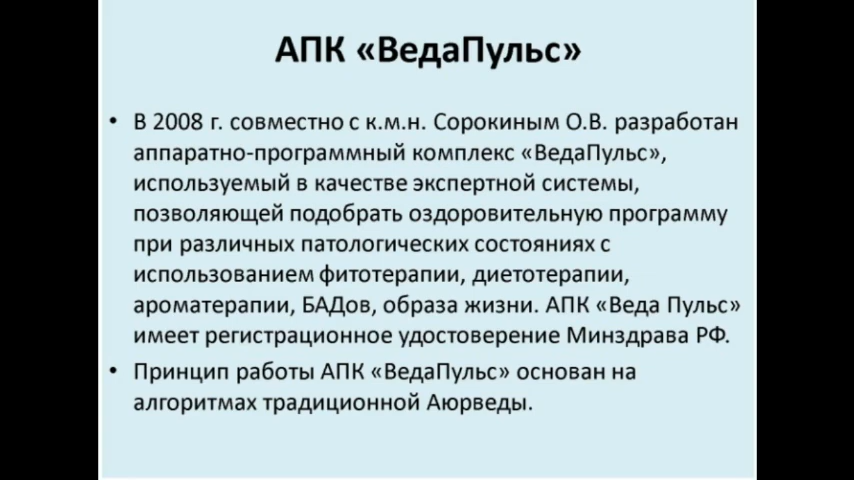 АПК «ВедаПульс»
• В 2008 г. совместно с к.м.н. Сорокиным О.В. разработан
аппаратно-программный комплекс «ВедаПульс»,
используемый в качестве экспертной системы,
позволяющей подобрать оздоровительную программу
при различных патологических состояниях с
использованием фитотерапии, диетотерапии,
ароматерапии, БАДов, образа жизни. АПК «Веда Пульс»
имеет регистрационное удостоверение Минздрава РФ.
• Принцип работы АПК «ВедаПульс» основан на
алгоритмах традиционной Аюрведы.